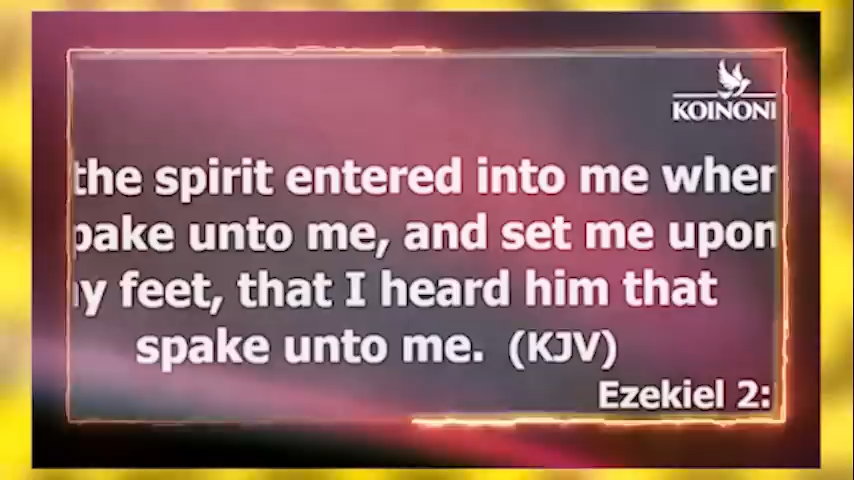 KOINONI
the spirit entered into me when
pake unto me, and set me upon
y feet, that I heard him that
spake unto me. (KJV)
Ezekiel 2: